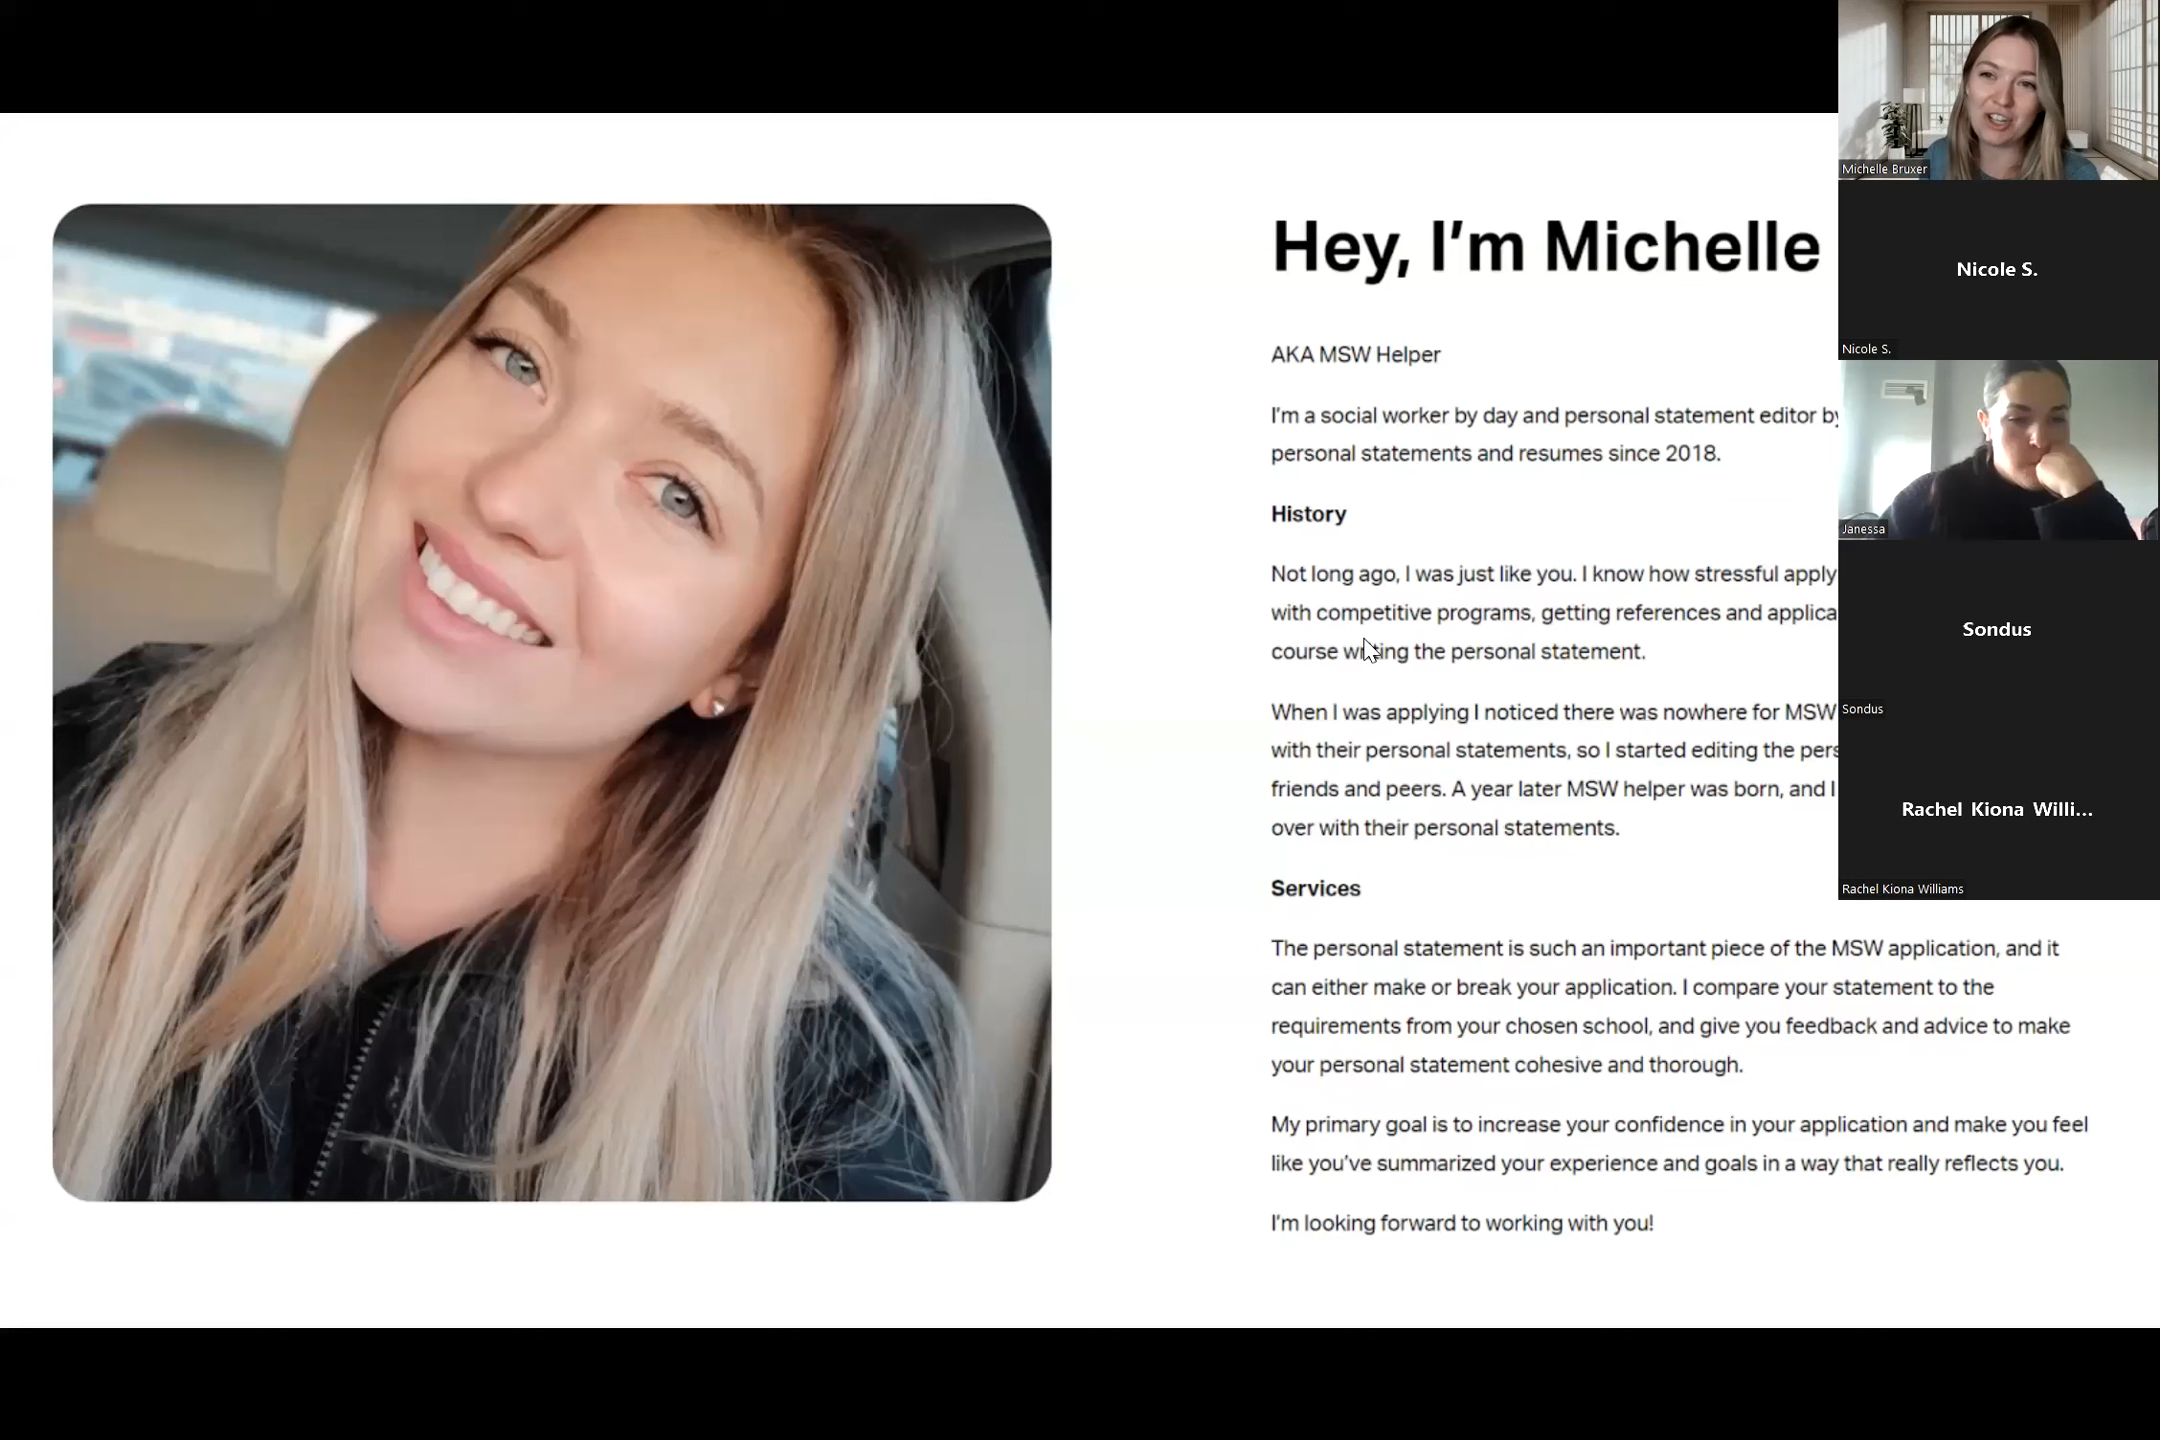 Hey, I’m Michelle
AKA MSW Helper
I’m a social worker by day and personal statement editor by
personal statements and resumes since 2018.
History
Not long ago, I was just like you. I know how stressful apply
with competitive programs, getting references and applica
course writing the personal statement.
When I was applying I noticed there was nowhere for MSW
with their personal statements, so I started editing the pers
friends and peers. A year later MSW helper was born, and I
over with their personal statements.
Services
The personal statement is such an important piece of the MSW application, and it
can either make or break your application. I compare your statement to the
requirements from your chosen school, and give you feedback and advice to make
your personal statement cohesive and thorough.
My primary goal is to increase your confidence in your application and make you feel
like you’ve summarized your experience and goals in a way that really reflects you.
I’m looking forward to working with you!
Michelle Bruxer
Nicole S.
Nicole S.
Janessa
Sondus
Sondus
Rachel Kiona Willi...
Rachel Kiona Williams